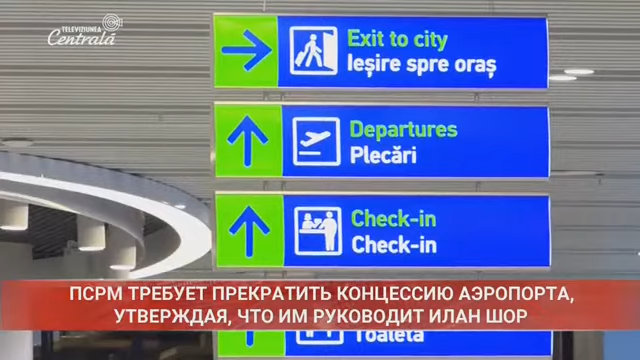 TELEVIZIUNEA
Centrală
Exit to city
Ieșire spre oraș
Departures
Plecări
Check-in
Check-in
ПСРМ ТРЕБУЕТ ПРЕКРАТИТЬ КОНЦЕССИЮ АЭРОПОРТА,
УТВЕРЖДАЯ, ЧТО ИМ РУКОВОДИТ ИЛАН ШОР
Toaletă